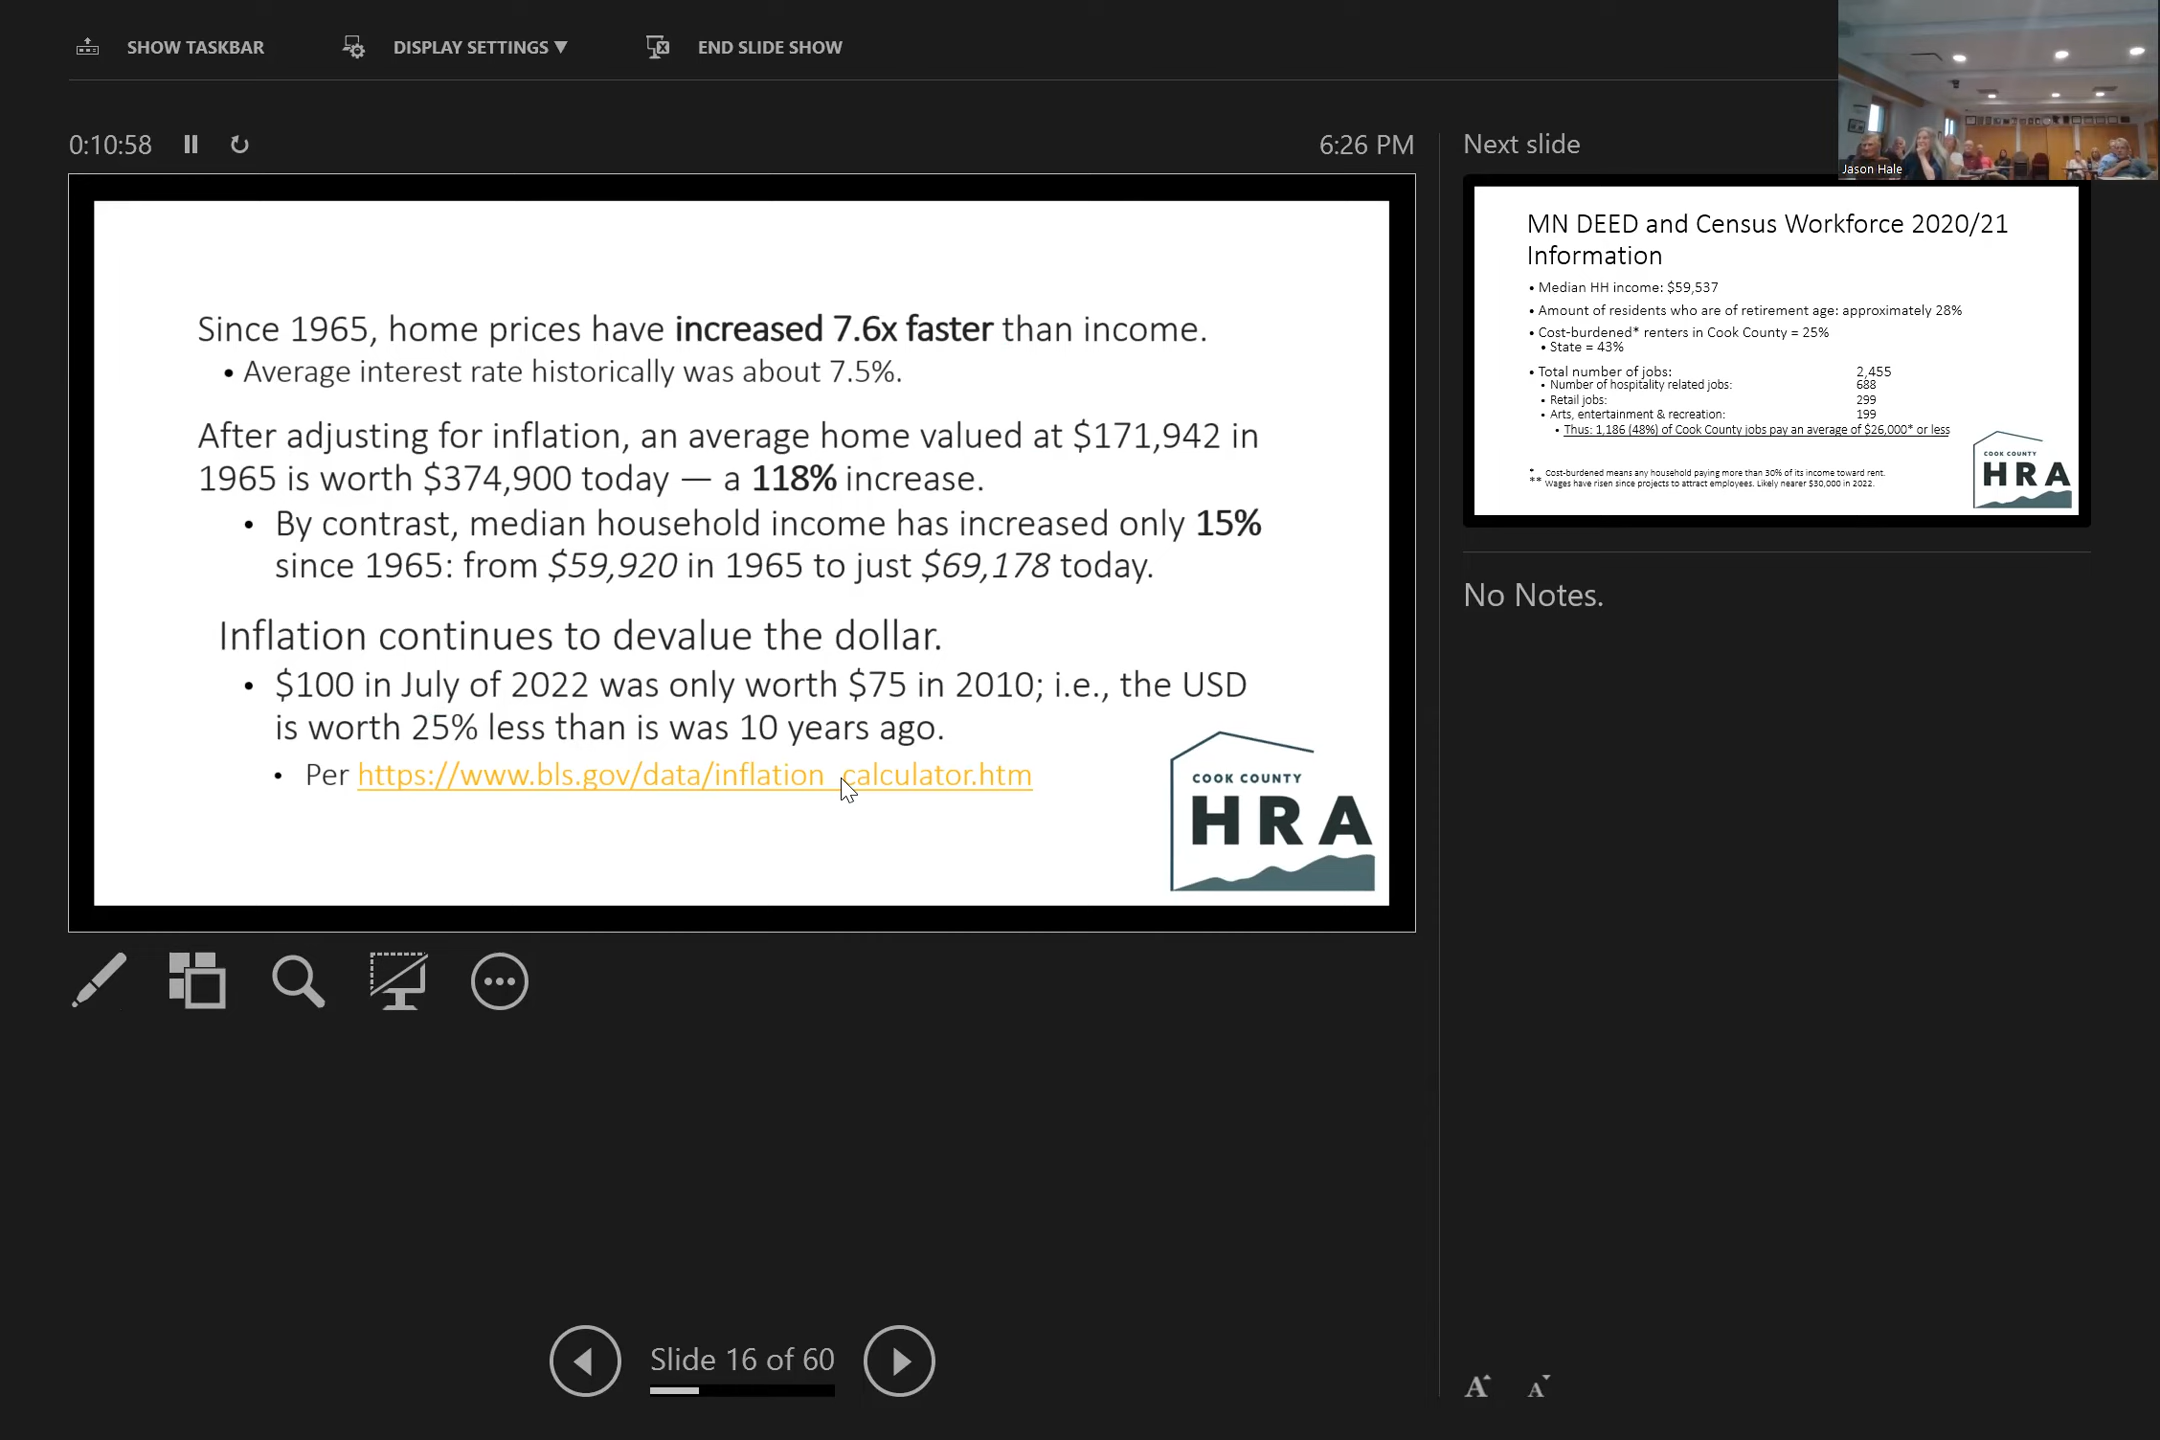 SHOW TASKBAR
DISPLAY SETTINGS ▼
END SLIDE SHOW
0:10:58
6:26 PM
Since 1965, home prices have increased 7.6x faster than income.
• Average interest rate historically was about 7.5%.
After adjusting for inflation, an average home valued at $171,942 in
1965 is worth $374,900 today — a 118% increase.
• By contrast, median household income has increased only 15%
since 1965: from $59,920 in 1965 to just $69,178 today.
Inflation continues to devalue the dollar.
• $100 in July of 2022 was only worth $75 in 2010; i.e., the USD
is worth 25% less than is was 10 years ago.
• Per https://www.bls.gov/data/inflation_calculator.htm
COOK COUNTY
HRA
Slide 16 of 60
Next slide
Jason Hale
MN DEED and Census Workforce 2020/21
Information
• Median HH income: $59,537
• Amount of residents who are of retirement age: approximately 28%
• Cost-burdened* renters in Cook County = 25%
• State = 43%
• Total number of jobs: 2,455
• Number of hospitality related jobs: 688
• Retail jobs: 299
• Arts, entertainment & recreation: 199
• Thus: 1,186 (48%) of Cook County jobs pay an average of $26,000* or less
* Cost-burdened means any household paying more than 30% of its income toward rent.
** Wages have risen since projects to attract employees. Likely nearer $30,000 in 2022.
COOK COUNTY
HRA
No Notes.
A A